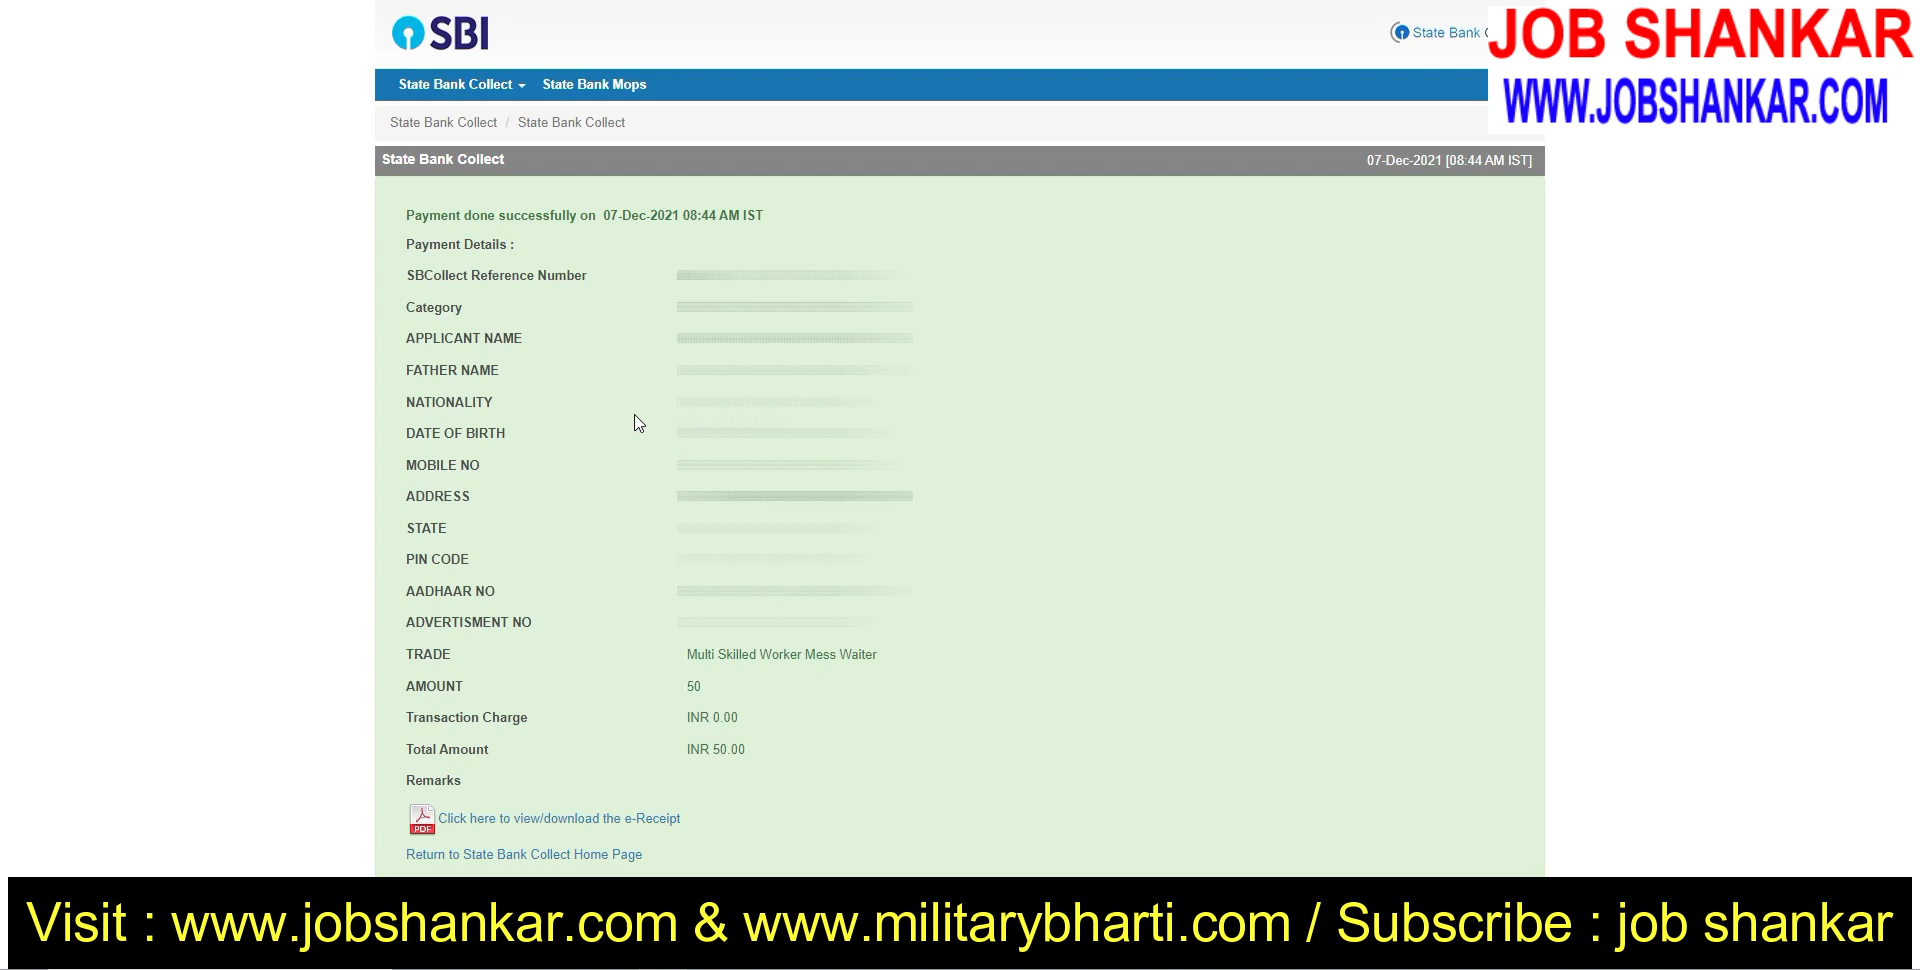 SBI
State Bank C
JOB SHANKAR
WWW.JOBSHANKAR.COM
State Bank Collect State Bank Mops
State Bank Collect / State Bank Collect
State Bank Collect 07-Dec-2021 [08:44 AM IST]
Payment done successfully on 07-Dec-2021 08:44 AM IST
Payment Details :
SBCollect Reference Number
Category
APPLICANT NAME
FATHER NAME
NATIONALITY
DATE OF BIRTH
MOBILE NO
ADDRESS
STATE
PIN CODE
AADHAAR NO
ADVERTISMENT NO
TRADE Multi Skilled Worker Mess Waiter
AMOUNT 50
Transaction Charge INR 0.00
Total Amount INR 50.00
Remarks
PDF Click here to view/download the e-Receipt
Return to State Bank Collect Home Page
Visit : www.jobshankar.com & www.militarybharti.com / Subscribe : job shankar